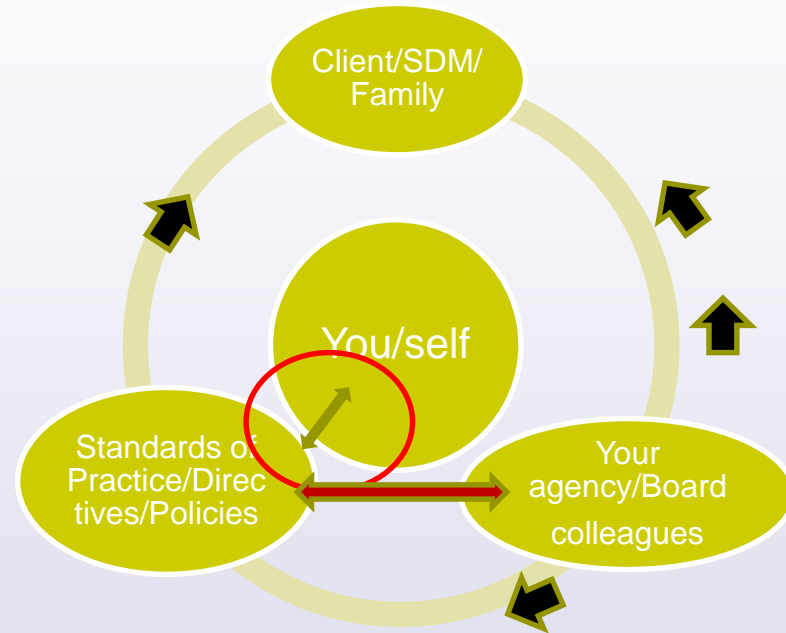 Client/SDM/
Family
You/self
Standards of
Practice/Direc
tives/Policies
Your
agency/Board
colleagues